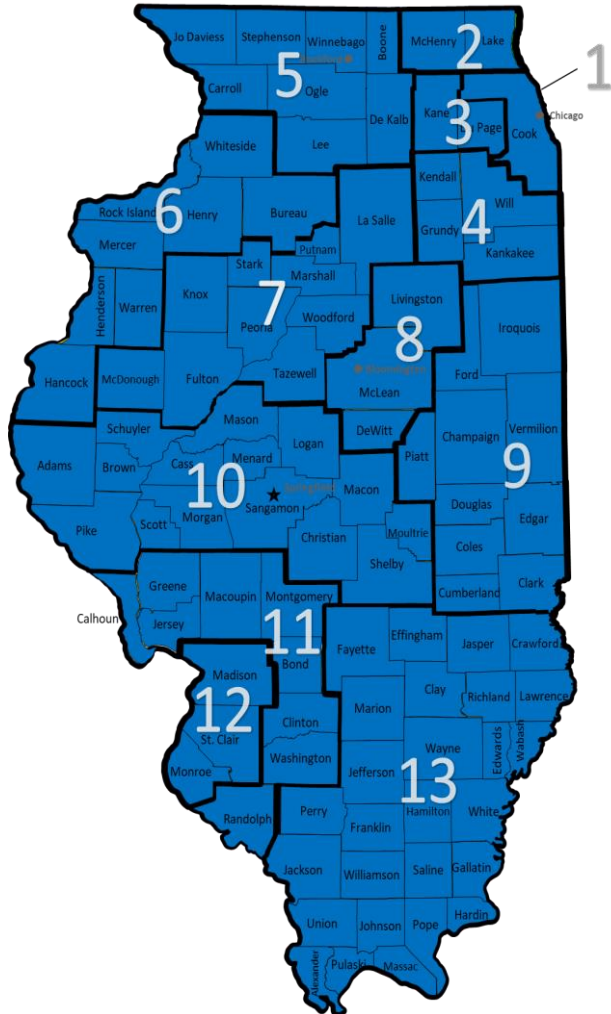 Jo Daviess Stephenson Winnebago Boone McHenry 2 Lake
5 1
Carroll Ogle De Kalb Kane 3 Page Cook Chicago
Whiteside Lee Kendall
Rock Island 6 Henry Bureau La Salle Grundy 4 Will
Mercer Putnam Kankakee
Stark Marshall
Henderson Warren Knox 7 Woodford Livingston Iroquois
Peoria 8
Hancock McDonough Fulton Tazewell Bloomington McLean Ford
Schuyler Mason Logan DeWitt Champaign Vermilion
Adams Brown Cass Menard Piatt 9
10 Macon
Pike Scott Morgan Sangamon Christian Moultrie Douglas Edgar
Shelby Coles
Cumberland Clark
Calhoun Greene Macoupin Montgomery
Jersey 11 Fayette Effingham Jasper Crawford
Madison Bond Clay Richland Lawrence
12 Clinton Marion
St. Clair Washington Wayne Edwards Wabash
Monroe Jefferson 13
Randolph Perry Franklin Hamilton White
Jackson Williamson Saline Gallatin
Union Johnson Pope Hardin
Alexander Pulaski Massac